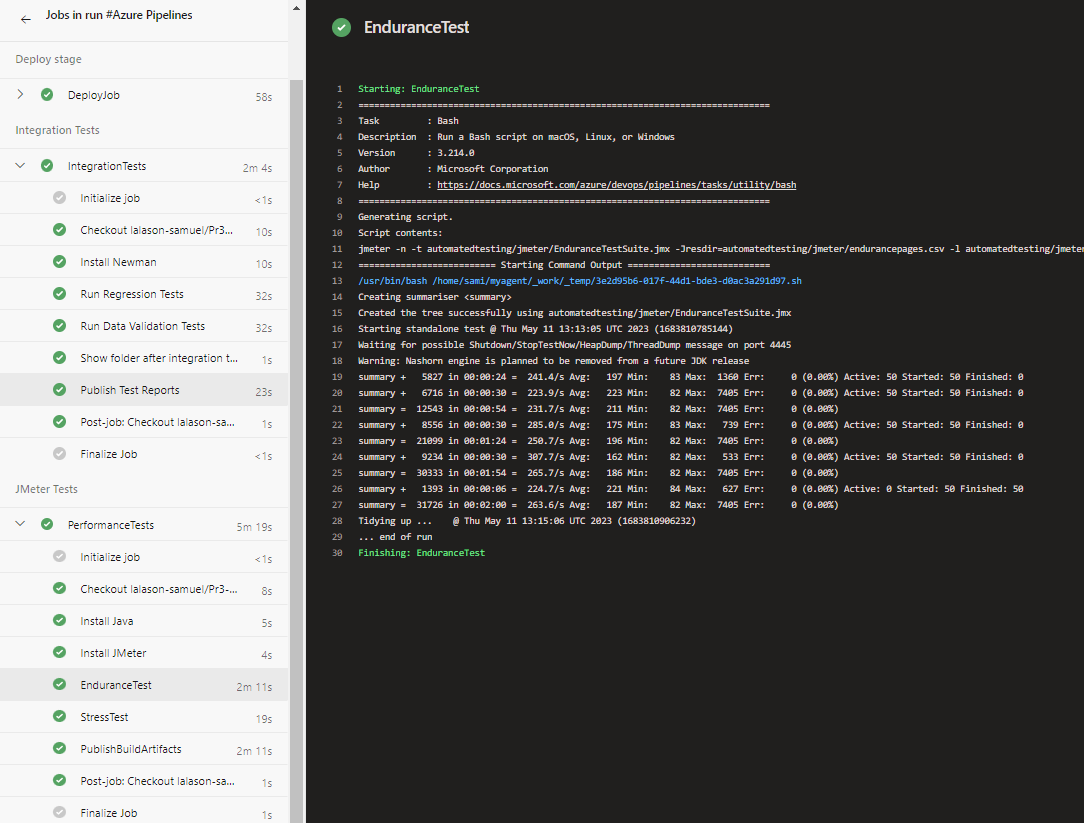 Jobs in run #Azure Pipelines
Deploy stage
DeployJob 58s
Integration Tests
IntegrationTests 2m 4s
Initialize job <1s
Checkout lalason-samuel/Pr3... 10s
Install Newman 10s
Run Regression Tests 32s
Run Data Validation Tests 32s
Show folder after integration t... 1s
Publish Test Reports 23s
Post-job: Checkout lalason-sa... 1s
Finalize Job <1s
JMeter Tests
PerformanceTests 5m 19s
Initialize job <1s
Checkout lalason-samuel/Pr3-... 8s
Install Java 5s
Install JMeter 4s
EnduranceTest 2m 11s
StressTest 19s
PublishBuildArtifacts 2m 11s
Post-job: Checkout lalason-sa... 1s
Finalize Job 1s
EnduranceTest
1 Starting: EnduranceTest
2 ==============================================================================
3 Task : Bash
4 Description : Run a Bash script on macOS, Linux, or Windows
5 Version : 3.214.0
6 Author : Microsoft Corporation
7 Help : https://docs.microsoft.com/azure/devops/pipelines/tasks/utility/bash
8 ==============================================================================
9 Generating script.
10 Script contents:
11 jmeter -n -t automatedtesting/jmeter/EnduranceTestSuite.jmx -Jresdir=automatedtesting/jmeter/endurancepages.csv -l automatedtesting/jmeter
12 ========================== Starting Command Output ===========================
13 /usr/bin/bash /home/sami/myagent/_work/_temp/3e2d95b6-017f-44d1-bde3-d0ac3a291d97.sh
14 Creating summariser <summary>
15 Created the tree successfully using automatedtesting/jmeter/EnduranceTestSuite.jmx
16 Starting standalone test @ Thu May 11 13:13:05 UTC 2023 (1683810785144)
17 Waiting for possible Shutdown/StopTestNow/HeapDump/ThreadDump message on port 4445
18 Warning: Nashorn engine is planned to be removed from a future JDK release
19 summary + 5827 in 00:00:24 = 241.4/s Avg: 197 Min: 83 Max: 1360 Err: 0 (0.00%) Active: 50 Started: 50 Finished: 0
20 summary + 6716 in 00:00:30 = 223.9/s Avg: 223 Min: 82 Max: 7405 Err: 0 (0.00%) Active: 50 Started: 50 Finished: 0
21 summary = 12543 in 00:00:54 = 231.7/s Avg: 211 Min: 82 Max: 7405 Err: 0 (0.00%)
22 summary + 8556 in 00:00:30 = 285.0/s Avg: 175 Min: 83 Max: 739 Err: 0 (0.00%) Active: 50 Started: 50 Finished: 0
23 summary = 21099 in 00:01:24 = 250.7/s Avg: 196 Min: 82 Max: 7405 Err: 0 (0.00%)
24 summary + 9234 in 00:00:30 = 307.7/s Avg: 162 Min: 82 Max: 533 Err: 0 (0.00%) Active: 50 Started: 50 Finished: 0
25 summary = 30333 in 00:01:54 = 265.7/s Avg: 186 Min: 82 Max: 7405 Err: 0 (0.00%)
26 summary + 1393 in 00:00:06 = 224.7/s Avg: 221 Min: 84 Max: 627 Err: 0 (0.00%) Active: 0 Started: 50 Finished: 50
27 summary = 31726 in 00:02:00 = 263.6/s Avg: 187 Min: 82 Max: 7405 Err: 0 (0.00%)
28 Tidying up ... @ Thu May 11 13:15:06 UTC 2023 (1683810906232)
29 ... end of run
30 Finishing: EnduranceTest